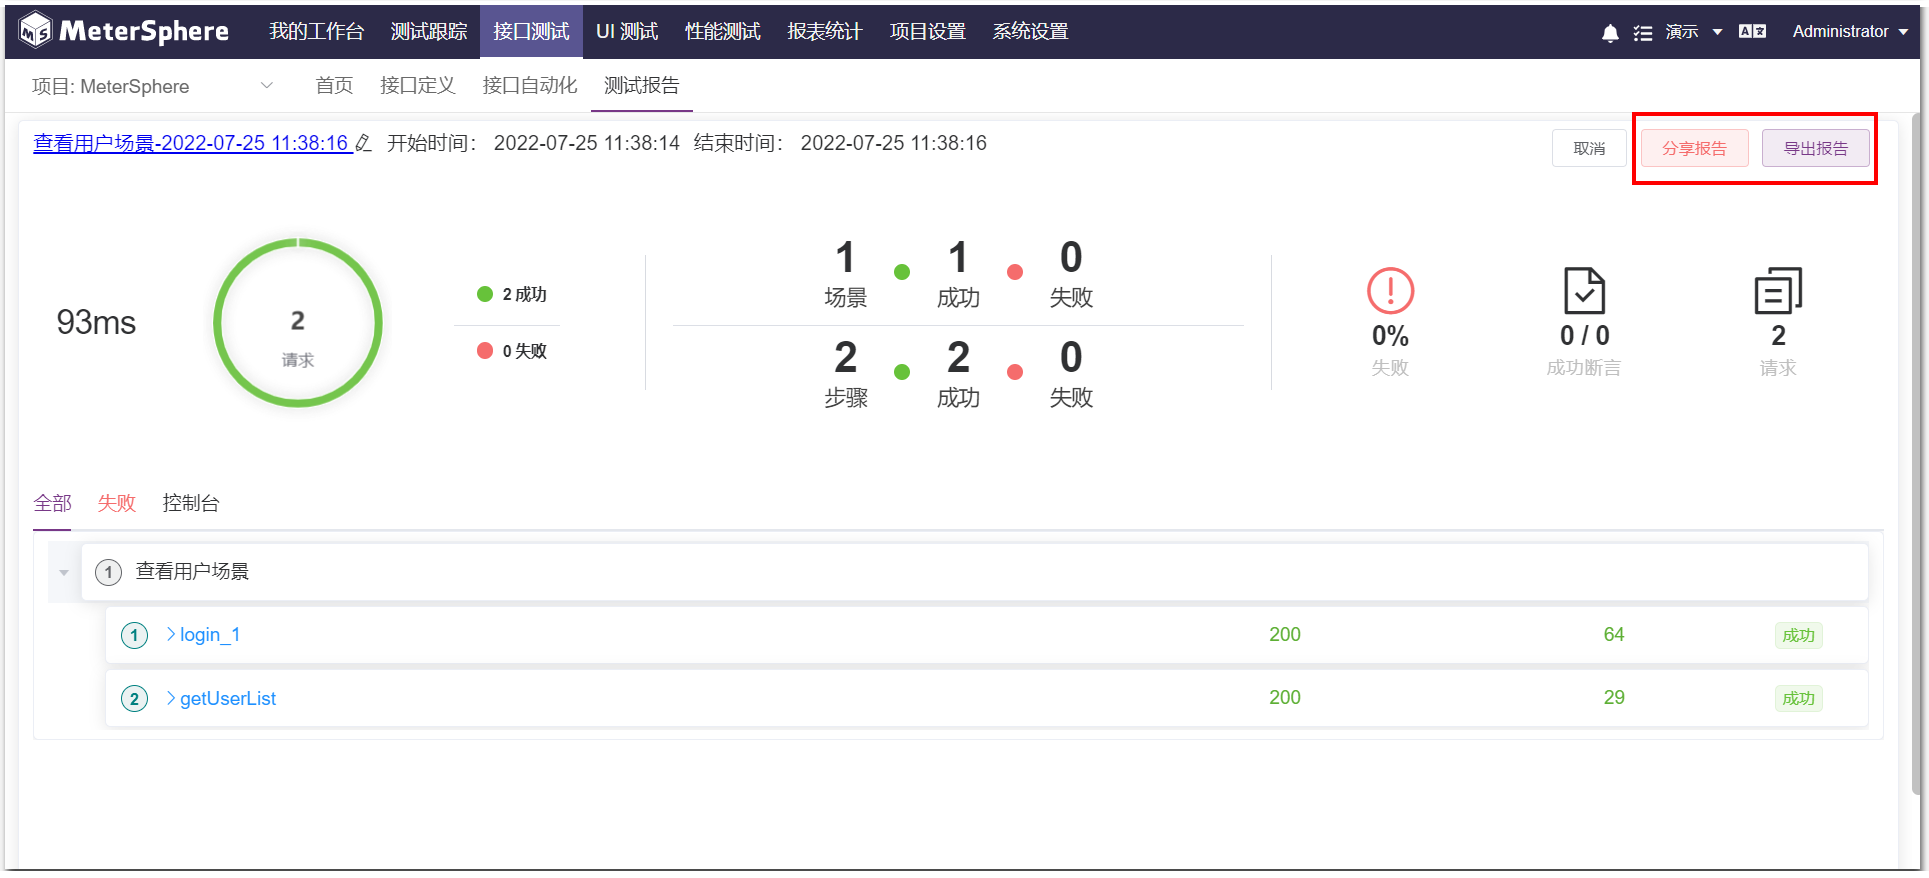 MeterSphere 我的工作台 测试跟踪 接口测试 UI 测试 性能测试 报表统计 项目设置 系统设置 演示 Administrator
项目: MeterSphere 首页 接口定义 接口自动化 测试报告
查看用户场景-2022-07-25 11:38:16 开始时间： 2022-07-25 11:38:14 结束时间： 2022-07-25 11:38:16 取消 分享报告 导出报告
93ms
2
请求
2 成功
0 失败
1 1 0
场景 成功 失败
2 2 0
步骤 成功 失败
0% 0 / 0 2
失败 成功断言 请求
全部 失败 控制台
1 查看用户场景
1 login_1 200 64 成功
2 getUserList 200 29 成功